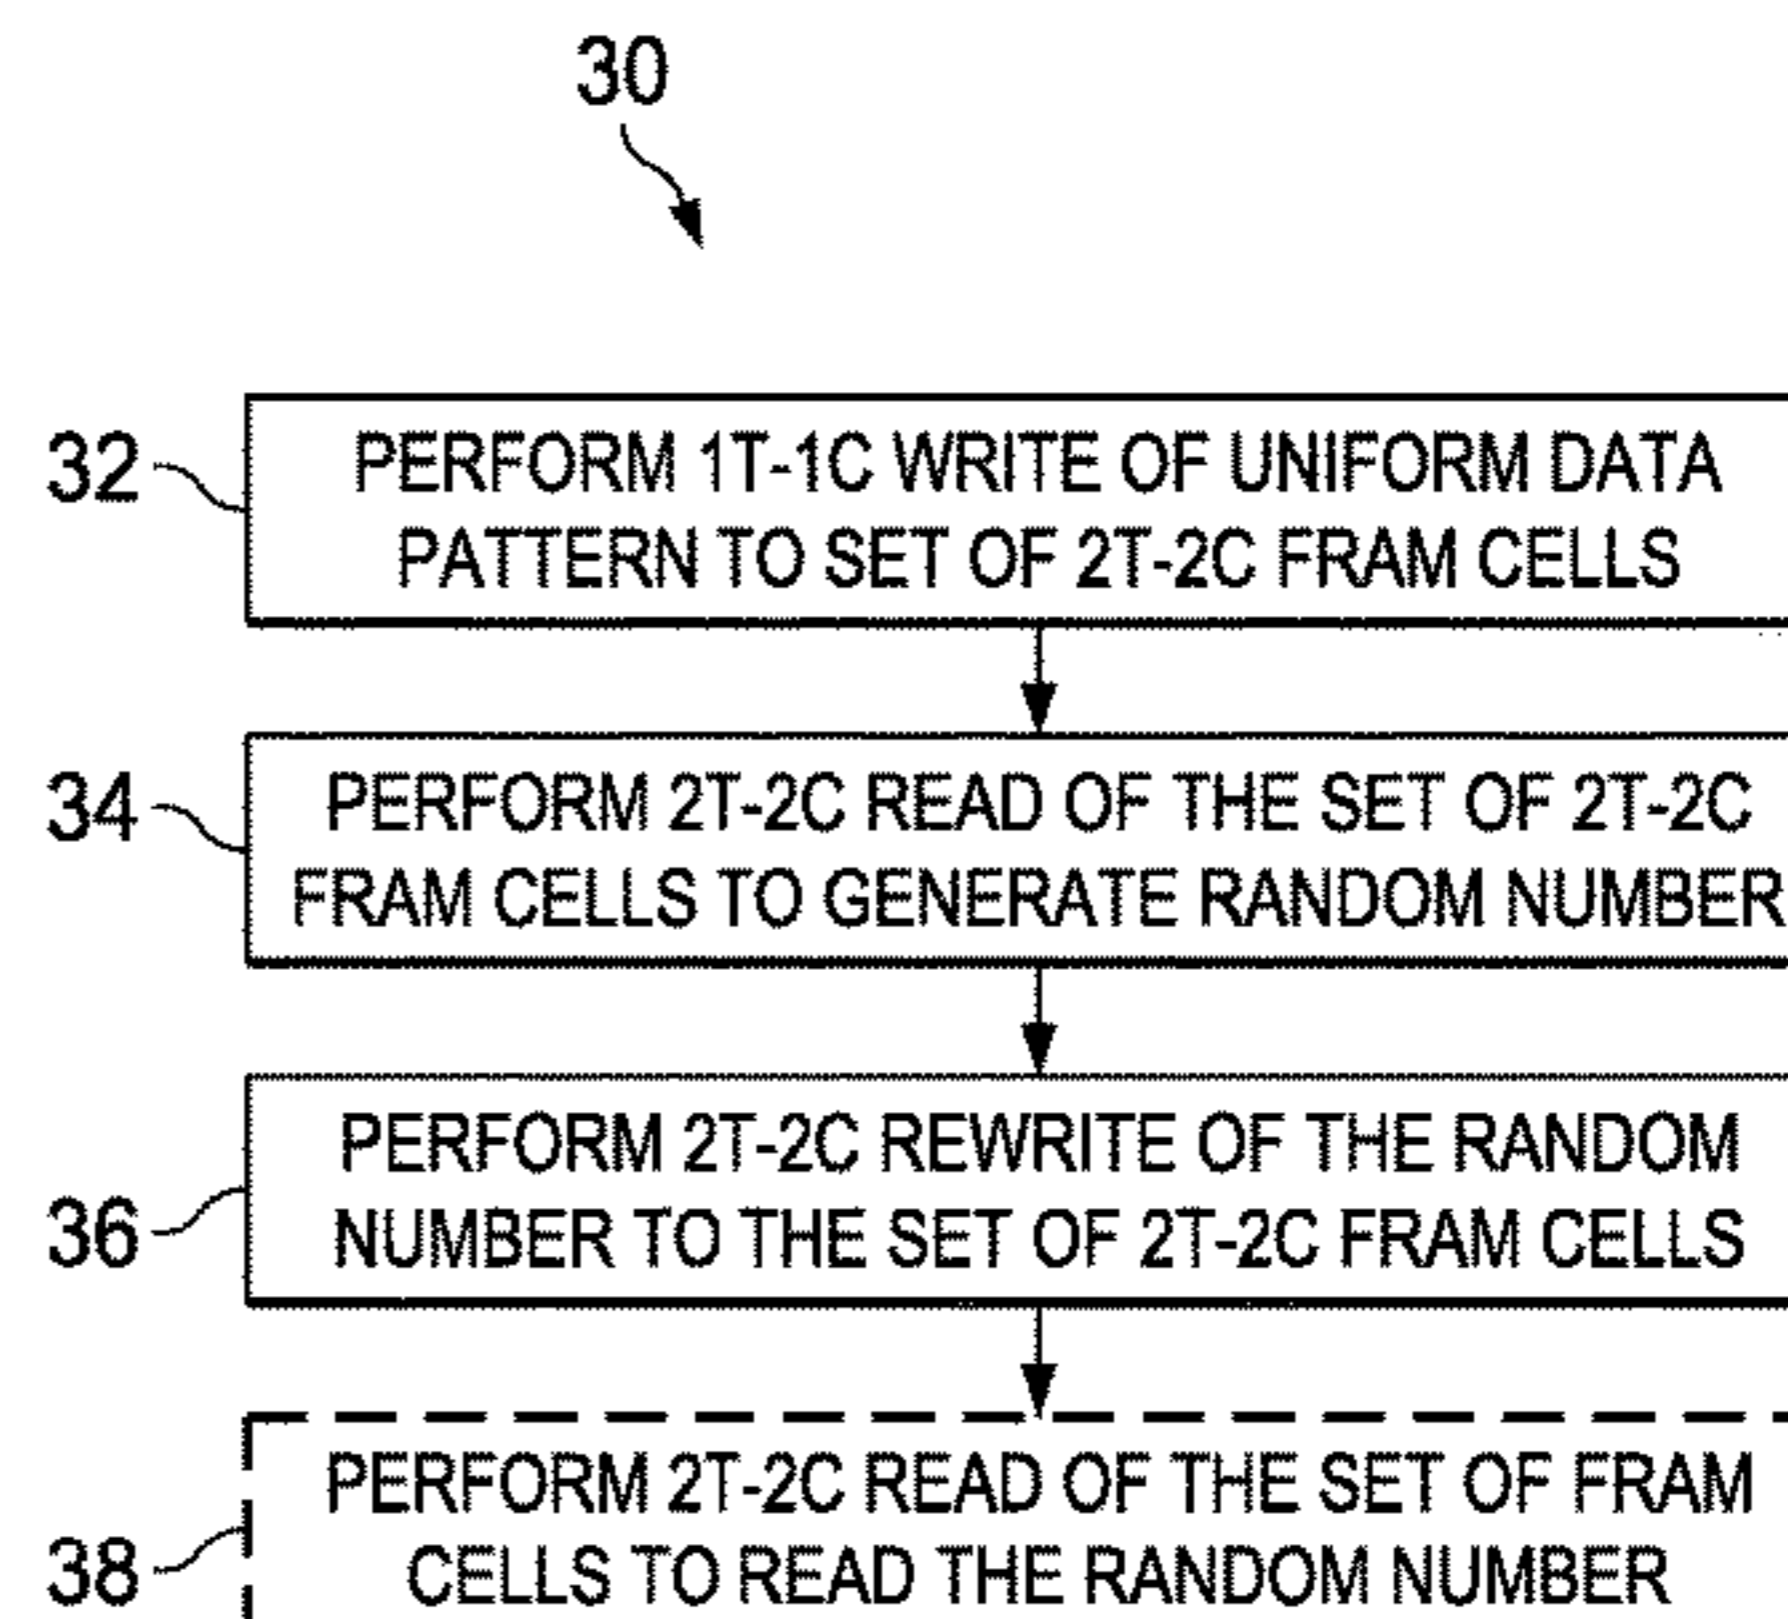 30
32
PERFORM 1T-1C WRITE OF UNIFORM DATA
PATTERN TO SET OF 2T-2C FRAM CELLS
34
PERFORM 2T-2C READ OF THE SET OF 2T-2C
FRAM CELLS TO GENERATE RANDOM NUMBER
36
PERFORM 2T-2C REWRITE OF THE RANDOM
NUMBER TO THE SET OF 2T-2C FRAM CELLS
38
PERFORM 2T-2C READ OF THE SET OF FRAM
CELLS TO READ THE RANDOM NUMBER